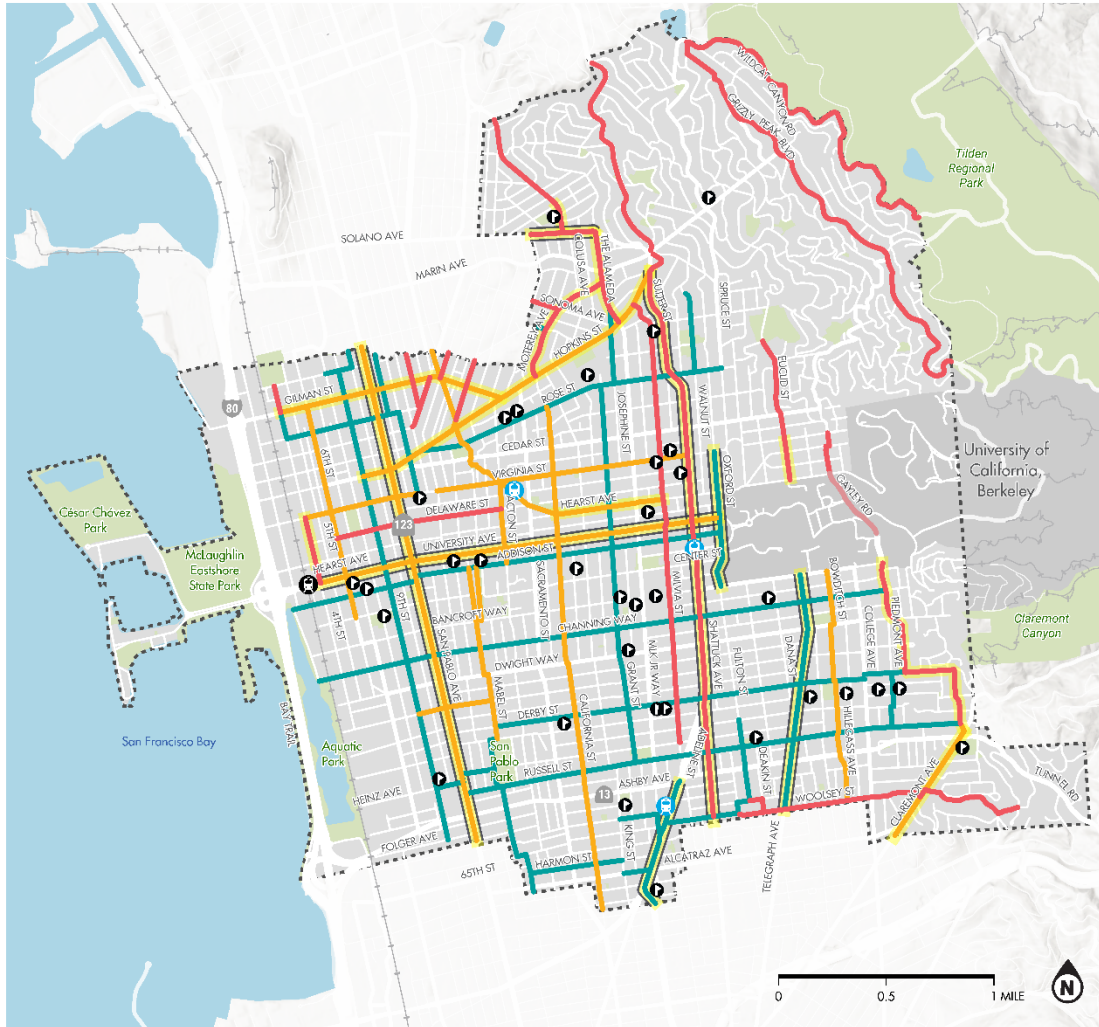 WILDCAT CANYON RD
GRIZZLY PEAK BLVD
Tilden
Regional
Park
SOLANO AVE
MARIN AVE
COLUSA AVE
THE ALAMEDA
SONOMA AVE
MOTEREY AVE
HOPKINS ST
SUTTER ST
SPRUCE ST
EUCLID ST
GILMAN ST
80
ROSE ST
JOSEPHINE ST
WALNUT ST
CEDAR ST
OXFORD ST
University of
California,
Berkeley
6TH ST
VIRGINIA ST
GAYLEY RD
César Chávez
Park
DELAWARE ST
ACTON ST
HEARST AVE
123
5TH ST
UNIVERSITY AVE
McLaughlin
Eastshore
State Park
HEARST AVE
ADDISON ST
CENTER ST
SACRAMENTO ST
MILVIA ST
BOWDITCH ST
4TH ST
9TH ST
BANCROFT WAY
CHANNING WAY
COLLEGE AVE
PIEDMONT AVE
Claremont
Canyon
SAN PABLO AVE
DWIGHT WAY
MLK JR WAY
GRANT ST
SHATTUCK AVE
FULTON ST
DANA ST
MABEL ST
DERBY ST
CALIFORNIA ST
HILLEGASS AVE
San Francisco Bay
BAY TRAIL
Aquatic
Park
San
Pablo
Park
RUSSELL ST
ADELINE ST
DEAKIN ST
ASHBY AVE
HEINZ AVE
13
WOOLSEY ST
CLAREMONT AVE
TUNNEL RD
FOLGER AVE
KING ST
65TH ST
HARMON ST
ALCATRAZ AVE
TELEGRAPH AVE
0
0.5
1 MILE
N